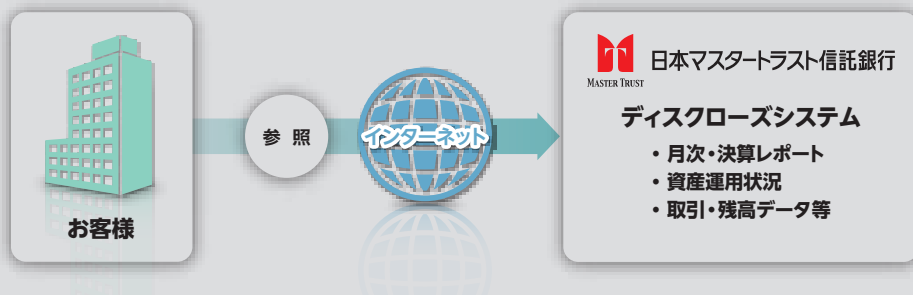 お客様
参照
インターネット
MASTER TRUST
日本マスタートラスト信託銀行
ディスクローズシステム
・月次・決算レポート
・資産運用状況
・取引・残高データ等